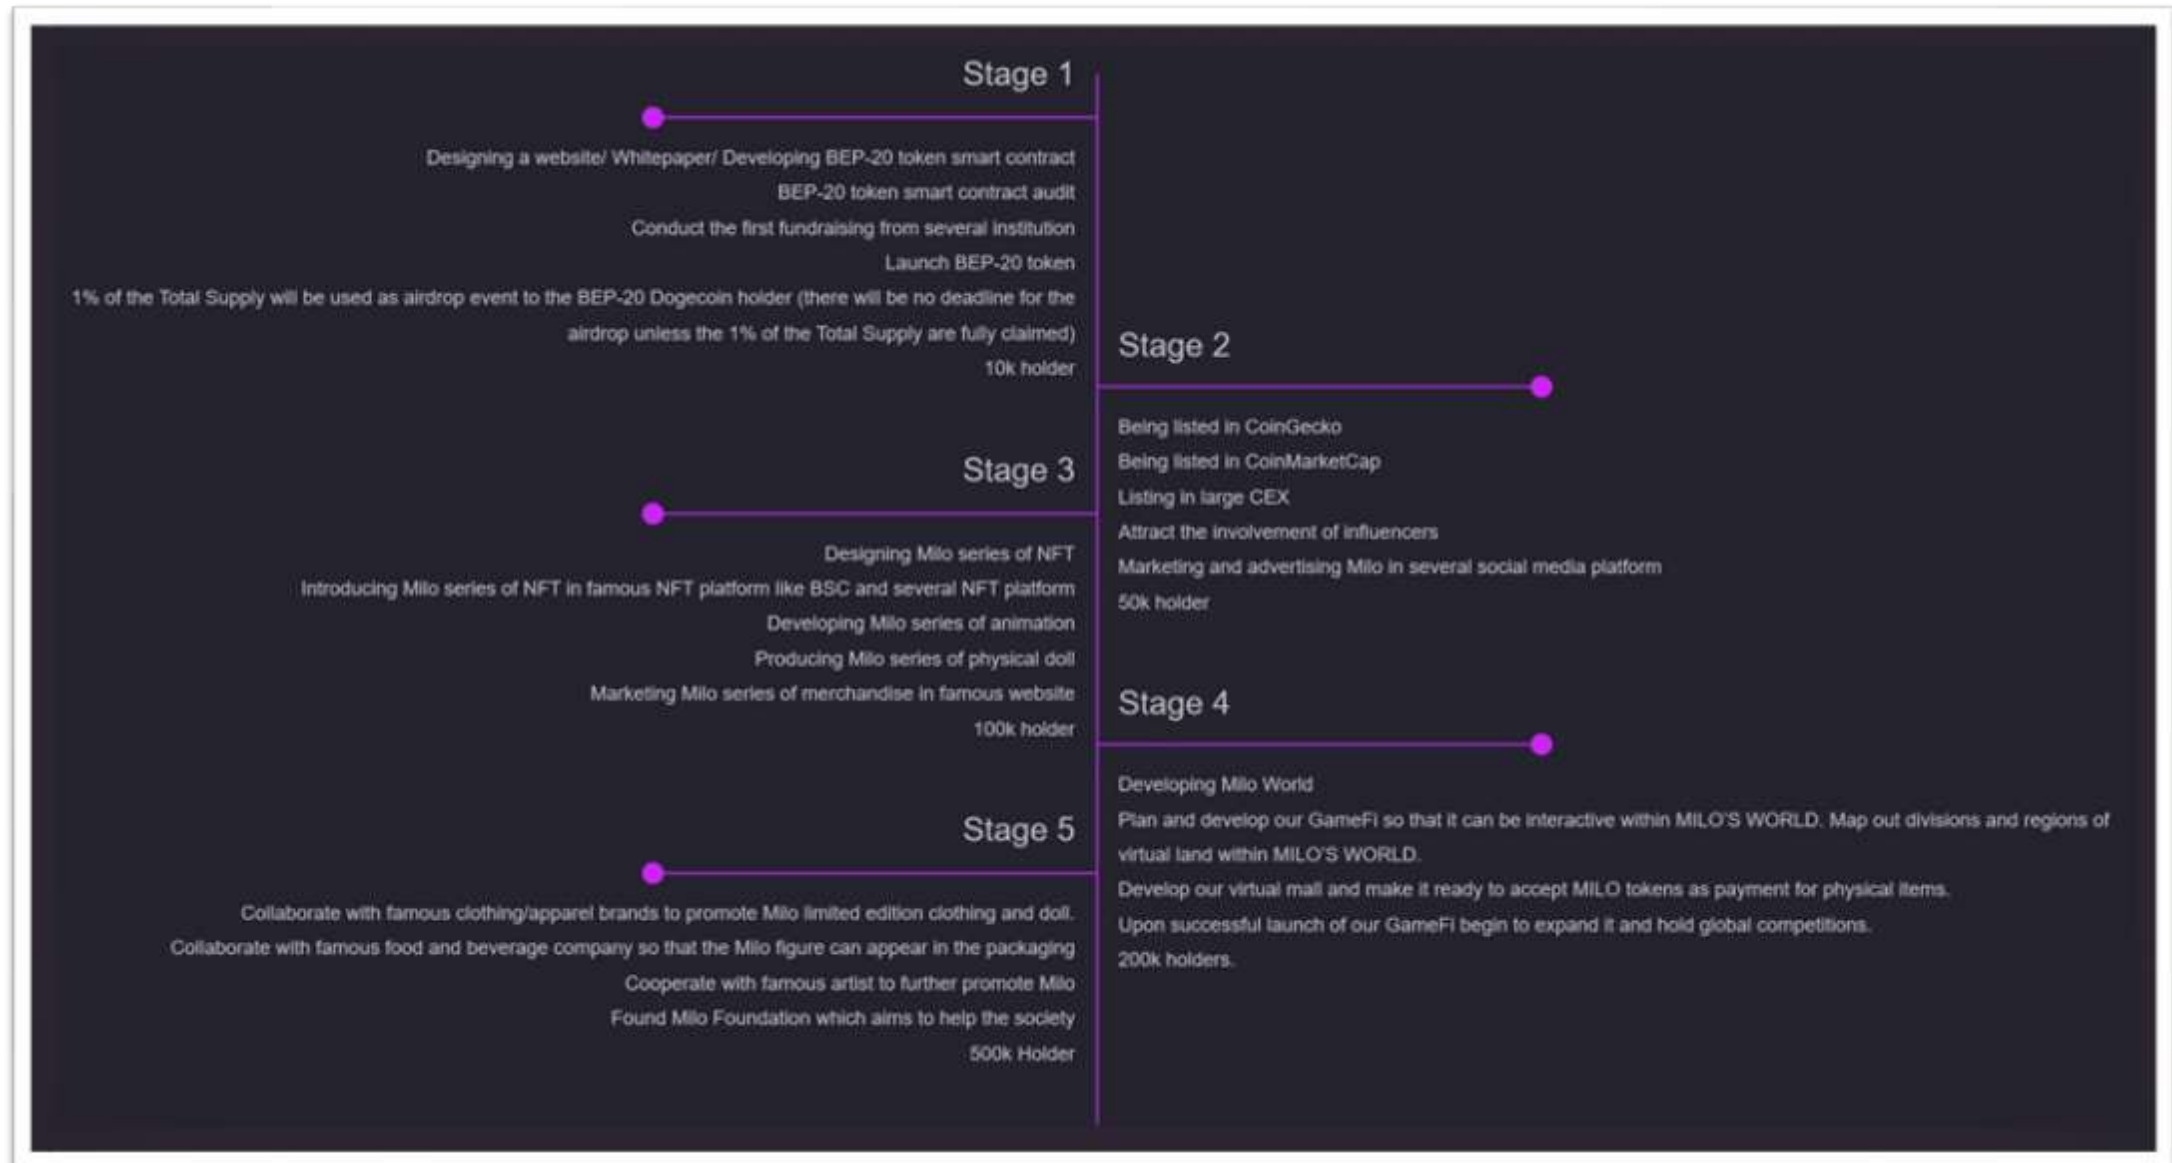 Stage 1
Designing a website/ Whitepaper/ Developing BEP-20 token smart contract
BEP-20 token smart contract audit
Conduct the first fundraising from several institution
Launch BEP-20 token
1% of the Total Supply will be used as airdrop event to the BEP-20 Dogecoin holder (there will be no deadline for the
airdrop unless the 1% of the Total Supply are fully claimed)
10k holder
Stage 2
Being listed in CoinGecko
Being listed in CoinMarketCap
Listing in large CEX
Attract the involvement of influencers
Marketing and advertising Milo in several social media platform
50k holder
Stage 3
Designing Milo series of NFT
Introducing Milo series of NFT in famous NFT platform like BSC and several NFT platform
Developing Milo series of animation
Producing Milo series of physical doll
Marketing Milo series of merchandise in famous website
100k holder
Stage 4
Developing Milo World
Plan and develop our GameFi so that it can be interactive within MILO'S WORLD. Map out divisions and regions of
virtual land within MILO'S WORLD.
Develop our virtual mall and make it ready to accept MILO tokens as payment for physical items.
Upon successful launch of our GameFi begin to expand it and hold global competitions.
200k holders.
Stage 5
Collaborate with famous clothing/apparel brands to promote Milo limited edition clothing and doll.
Collaborate with famous food and beverage company so that the Milo figure can appear in the packaging
Cooperate with famous artist to further promote Milo
Found Milo Foundation which aims to help the society
500k Holder